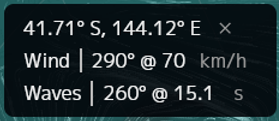 41.71° S, 144.12° E ×
Wind | 290° @ 70 km/h
Waves | 260° @ 15.1 s